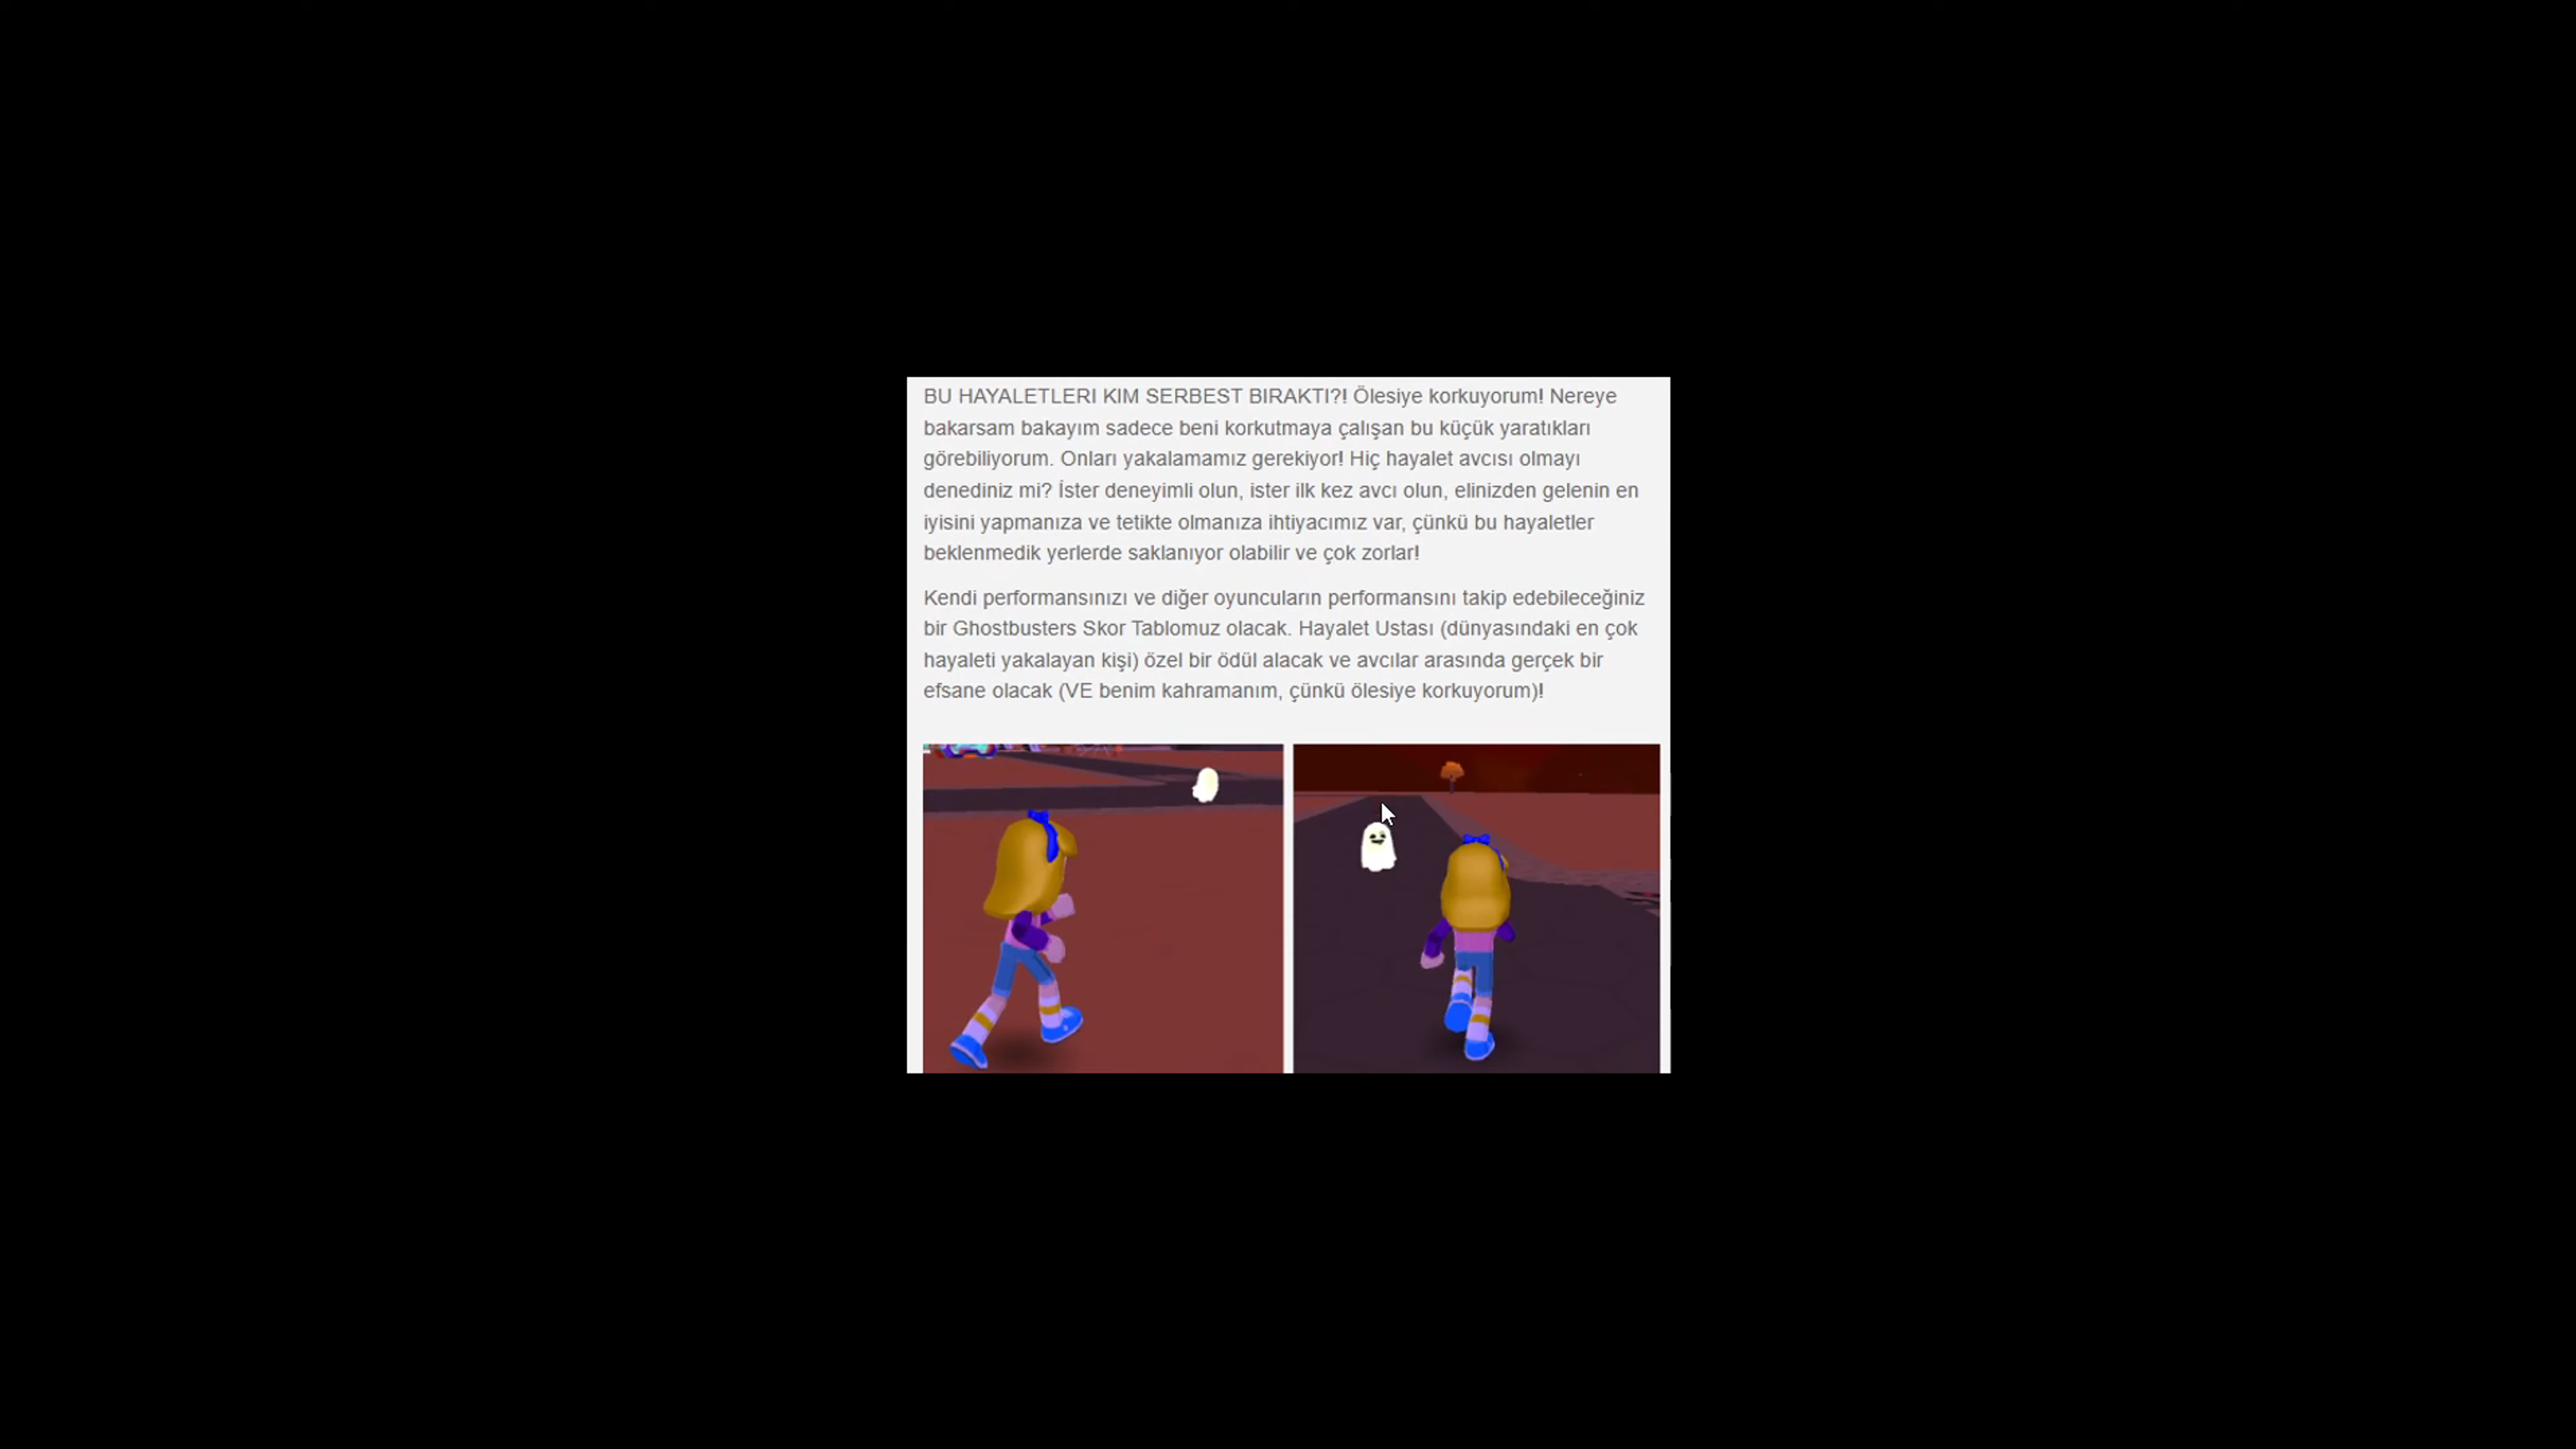 BU HAYALETLERI KIM SERBEST BIRAKTI?! Ölesiye korkuyorum! Nereye
bakarsam bakayım sadece beni korkutmaya çalışan bu küçük yaratıkları
görebiliyorum. Onları yakalamamız gerekiyor! Hiç hayalet avcısı olmayı
denediniz mi? İster deneyimli olun, ister ilk kez avcı olun, elinizden gelenin en
iyisini yapmanıza ve tetikte olmanıza ihtiyacımız var, çünkü bu hayaletler
beklenmedik yerlerde saklanıyor olabilir ve çok zorlar!
Kendi performansınızı ve diğer oyuncuların performansını takip edebileceğiniz
bir Ghostbusters Skor Tablomuz olacak. Hayalet Ustası (dünyasındaki en çok
hayaleti yakalayan kişi) özel bir ödül alacak ve avcılar arasında gerçek bir
efsane olacak (VE benim kahramanım, çünkü ölesiye korkuyorum)!